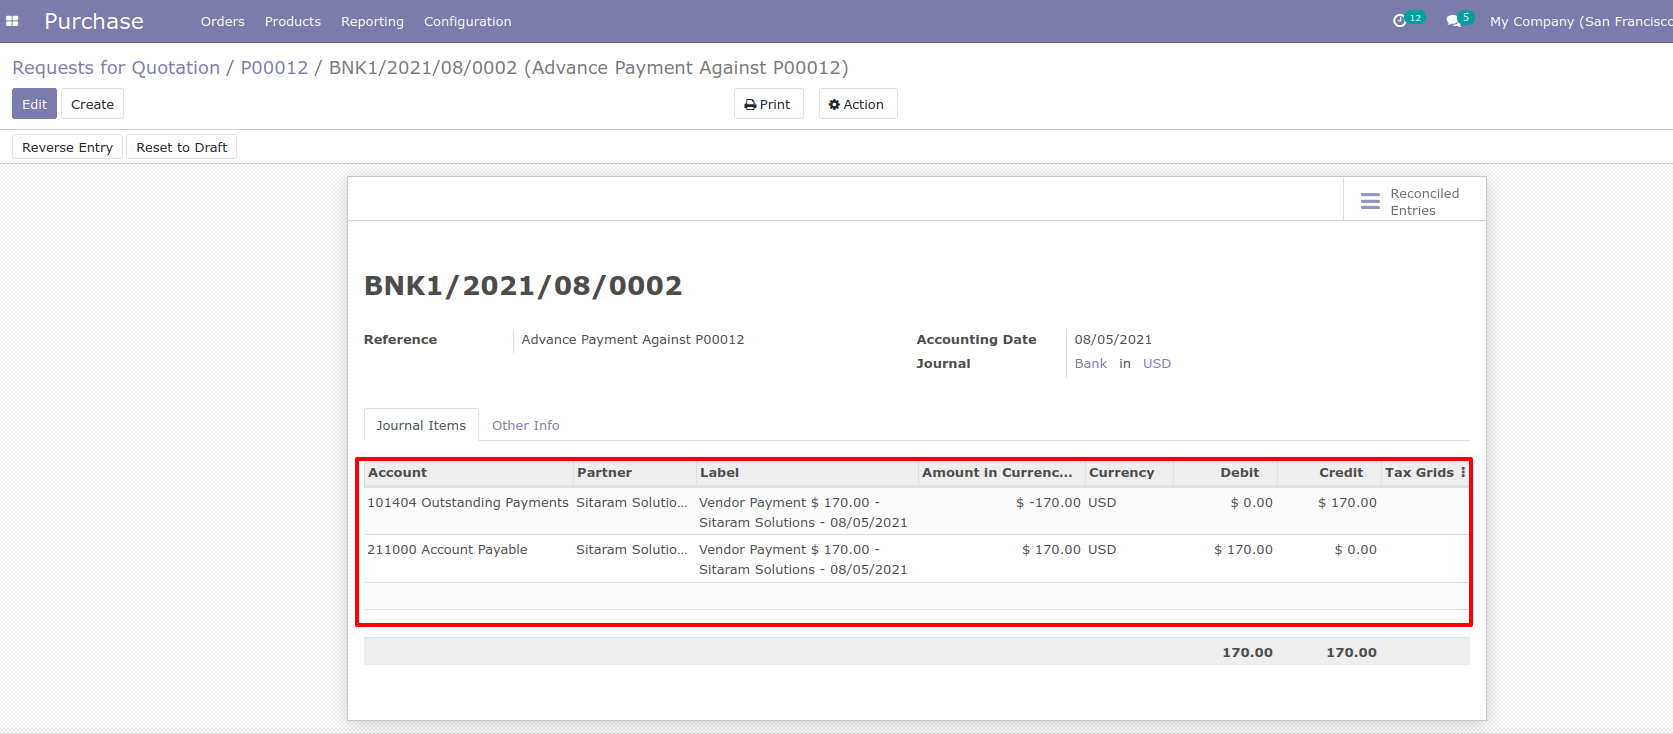 Purchase Orders Products Reporting Configuration 12 5 My Company (San Francisco
Requests for Quotation / P00012 / BNK1/2021/08/0002 (Advance Payment Against P00012)
Edit Create Print Action
Reverse Entry Reset to Draft
Reconciled
Entries
BNK1/2021/08/0002
Reference Advance Payment Against P00012 Accounting Date 08/05/2021
Journal Bank in USD
Journal Items Other Info
Account Partner Label Amount in Currenc... Currency Debit Credit Tax Grids
101404 Outstanding Payments Sitaram Solutio... Vendor Payment $ 170.00 - $ -170.00 USD $ 0.00 $ 170.00
Sitaram Solutions - 08/05/2021
211000 Account Payable Sitaram Solutio... Vendor Payment $ 170.00 - $ 170.00 USD $ 170.00 $ 0.00
Sitaram Solutions - 08/05/2021
170.00 170.00